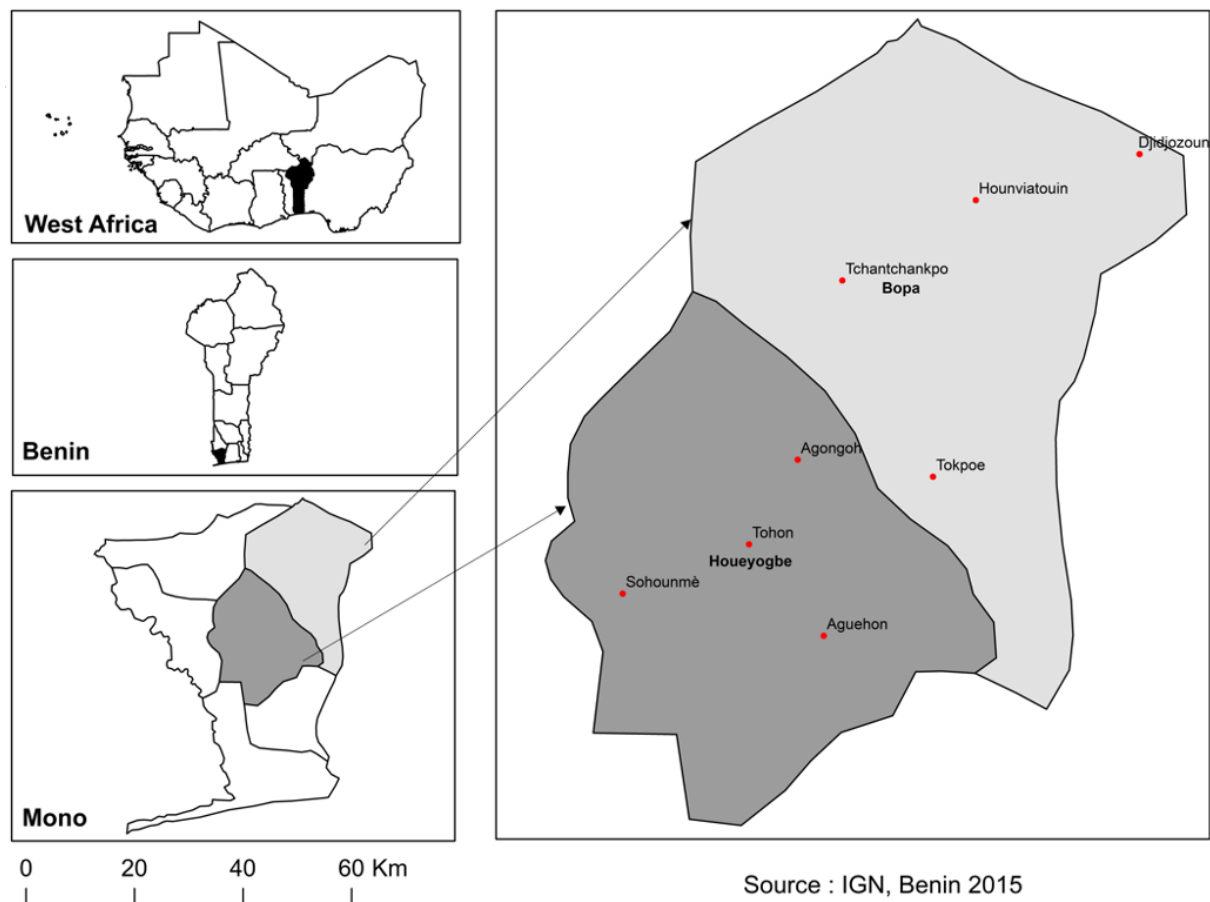 West Africa
Benin
Mono
0 20 40 60 Km
Djidjozoun
Hounviatouin
Tchantchankpo
Bopa
Agongoh
Tokpoe
Tohon
Houeyogbe
Sohounmè
Aguehon
Source : IGN, Benin 2015